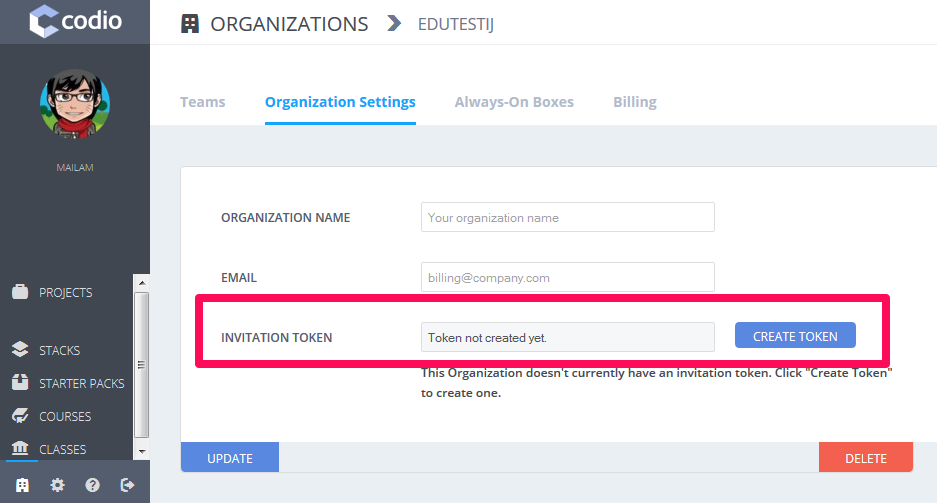 codio
ORGANIZATIONS
EDUTESTIJ
MAILAM
PROJECTS
STACKS
STARTER PACKS
COURSES
CLASSES
Teams
Organization Settings
Always-On Boxes
Billing
ORGANIZATION NAME
Your organization name
EMAIL
billing@company.com
INVITATION TOKEN
Token not created yet.
CREATE TOKEN
This Organization doesn't currently have an invitation token. Click "Create Token"
to create one.
UPDATE
DELETE